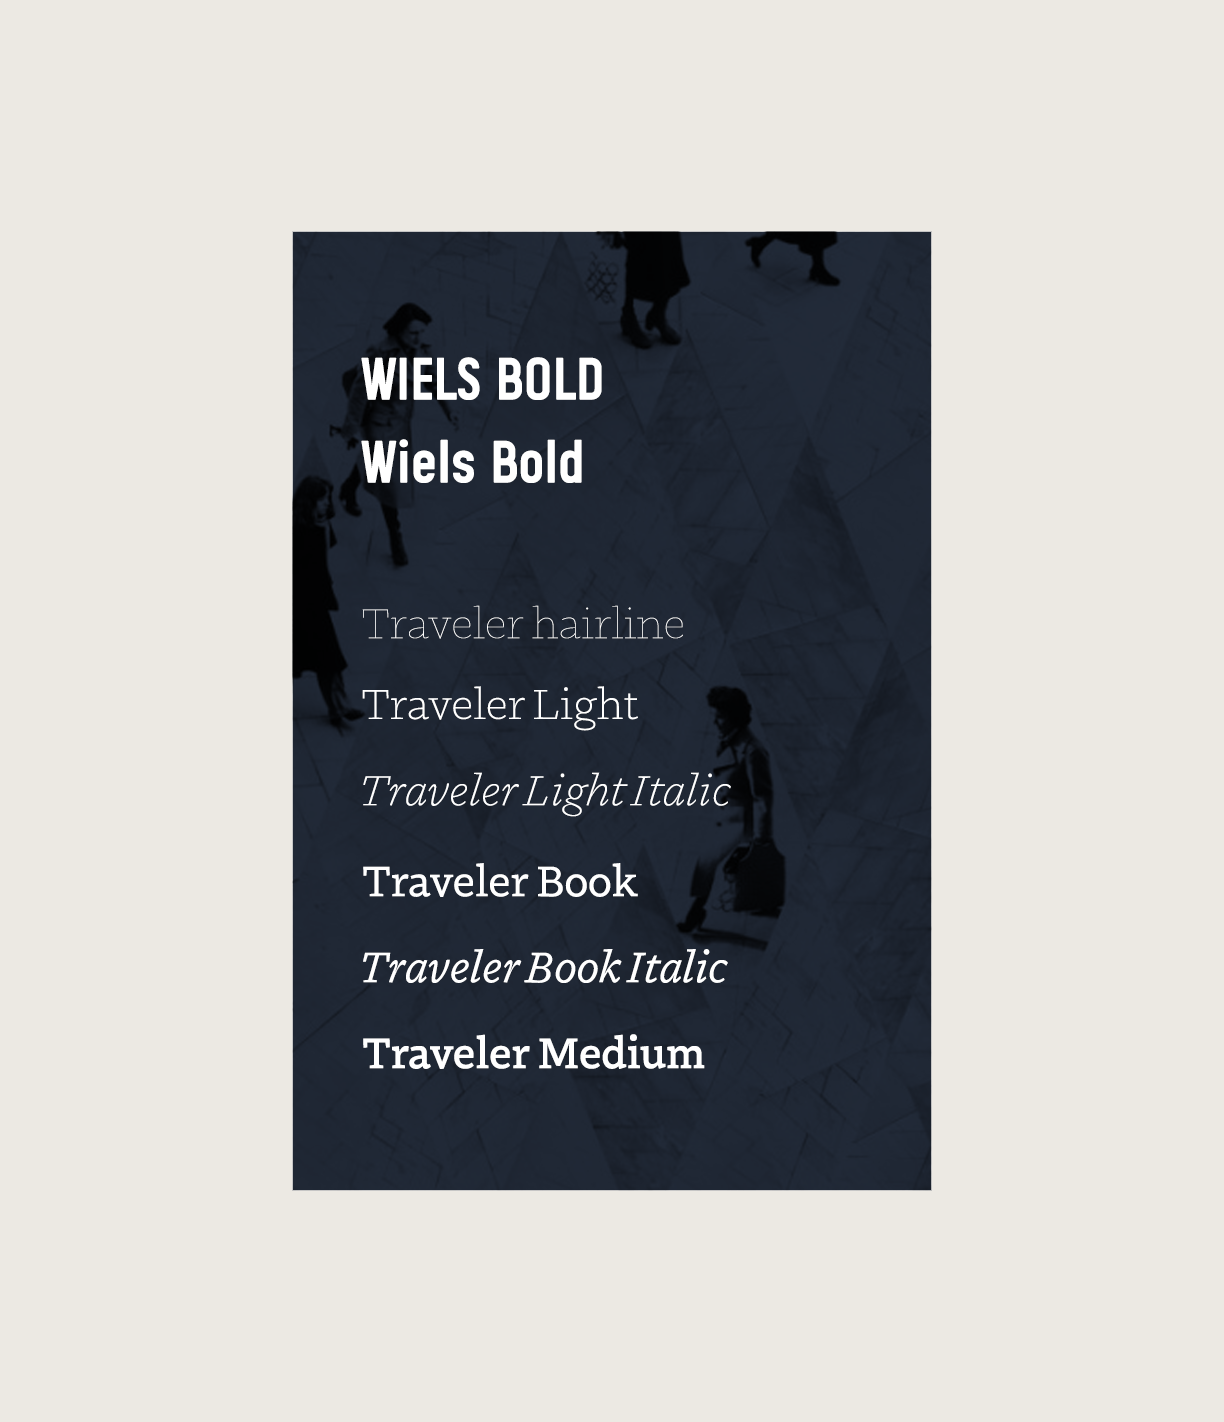 WIELS BOLD
Wiels Bold
Traveler hairline
Traveler Light
Traveler Light Italic
Traveler Book
Traveler Book Italic
Traveler Medium